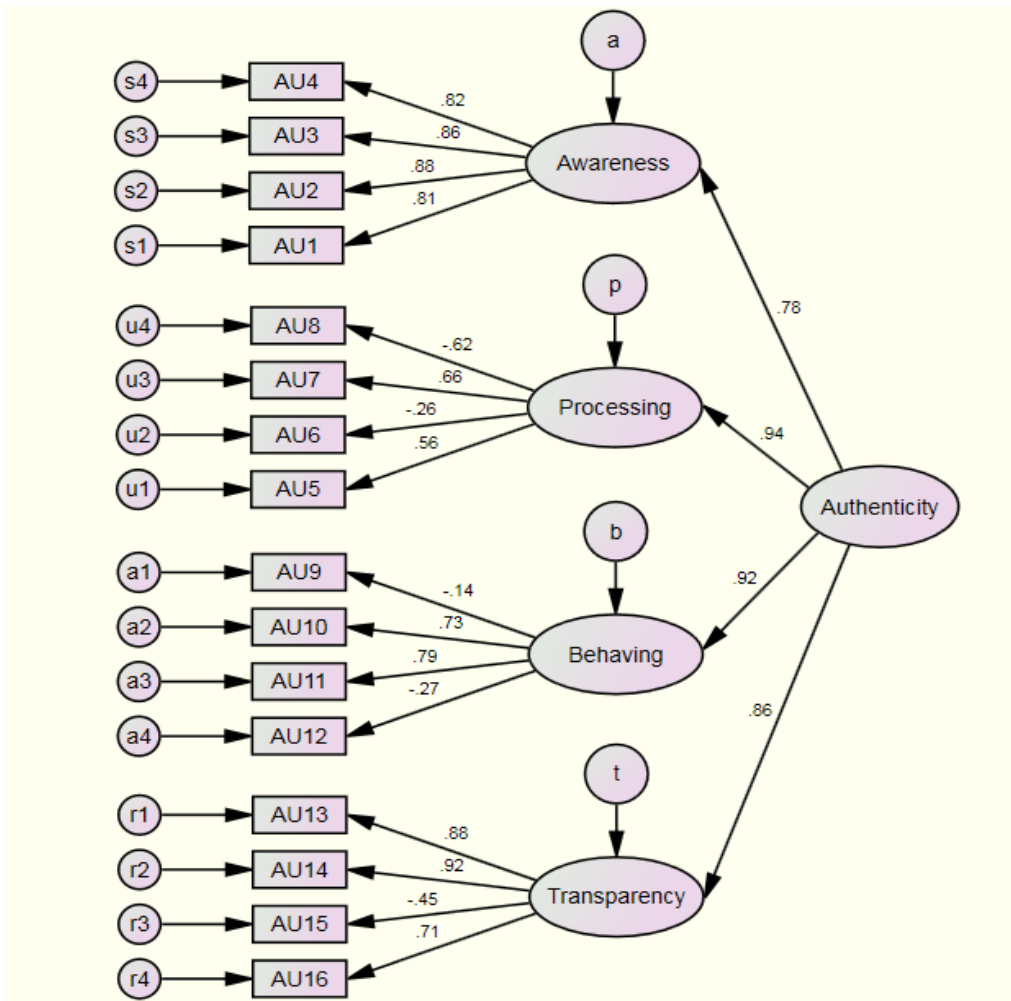 a
s4
AU4
.82
s3
AU3
.86
Awareness
s2
AU2
.88
s1
AU1
.81
.78
p
u4
AU8
-.62
u3
AU7
.66
Processing
u2
AU6
-.26
u1
AU5
.56
.94
Authenticity
b
a1
AU9
-.14
a2
AU10
.73
Behaving
a3
AU11
.79
a4
AU12
-.27
.92
.86
t
r1
AU13
.88
r2
AU14
.92
Transparency
r3
AU15
-.45
r4
AU16
.71